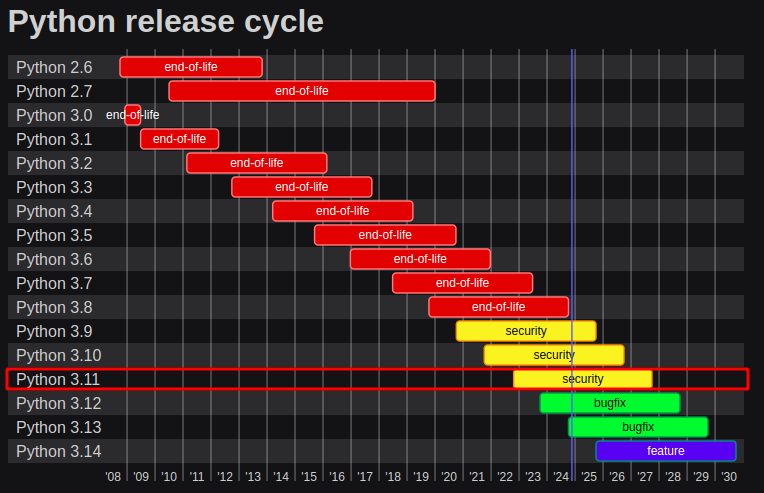 Python release cycle
Python 2.6 end-of-life
Python 2.7 end-of-life
Python 3.0 end-of-life
Python 3.1 end-of-life
Python 3.2 end-of-life
Python 3.3 end-of-life
Python 3.4 end-of-life
Python 3.5 end-of-life
Python 3.6 end-of-life
Python 3.7 end-of-life
Python 3.8 end-of-life
Python 3.9 security
Python 3.10 security
Python 3.11 security
Python 3.12 bugfix
Python 3.13 bugfix
Python 3.14 feature
'08 '09 '10 '11 '12 '13 '14 '15 '16 '17 '18 '19 '20 '21 '22 '23 '24 '25 '26 '27 '28 '29 '30